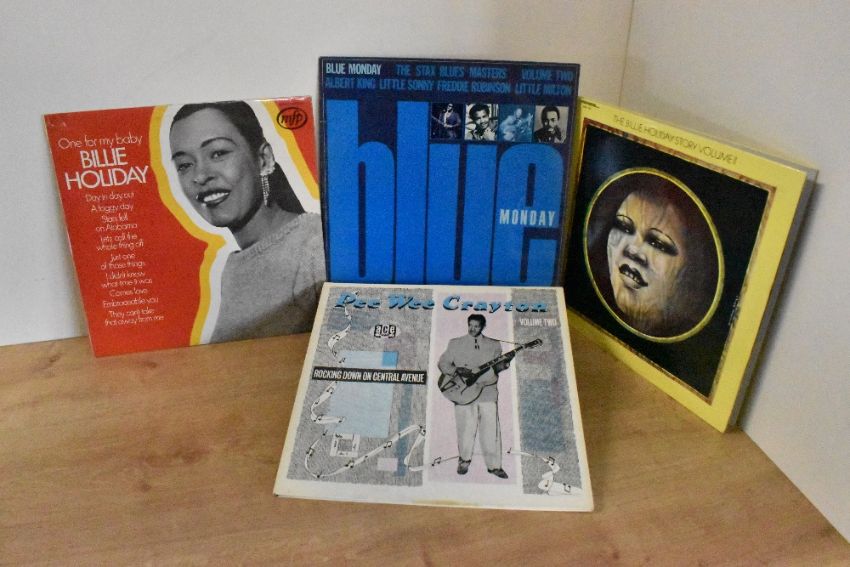 One for my baby
BILLIE
HOLIDAY
Day in day out
A foggy day
Stars fell
on Alabama
Let's call the
whole thing off
Just one
of those things
I didn't know
what time it was
Comes love
Embraceable you
They can't take
that away from me
mfp
BLUE MONDAY THE STAX BLUES MASTERS VOLUME TWO
ALBERT KING LITTLE SONNY FREDDIE ROBINSON LITTLE MILTON
blue
MONDAY
THE BILLIE HOLIDAY STORY VOLUME II
Pee Wee Crayton
VOLUME TWO
ACE
ROCKING DOWN ON CENTRAL AVENUE